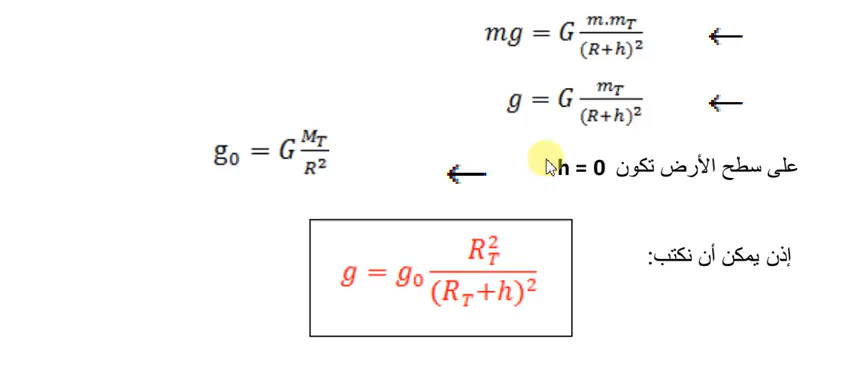 mg = G m.m_T/(R+h)^2 ←
g = G m_T/(R+h)^2 ←
على سطح الأرض تكون h = 0 ← g_0 = G M_T/R^2
إذن يمكن أن نكتب:
g = g_0 R_T^2/(R_T+h)^2